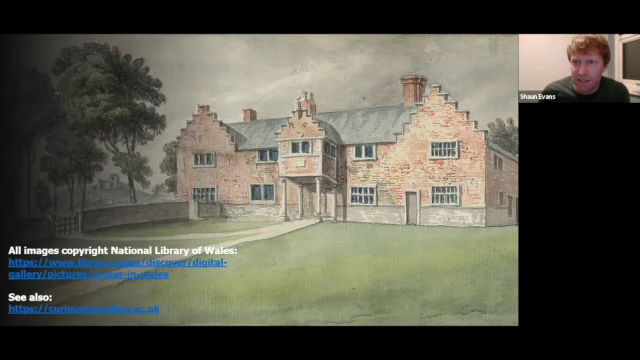 Shaun Evans
All images copyright National Library of Wales:
https://www.library.wales/discover/digital-
gallery/pictures/a-tour-in-wales
See also:
https://curioustravellers.ac.uk